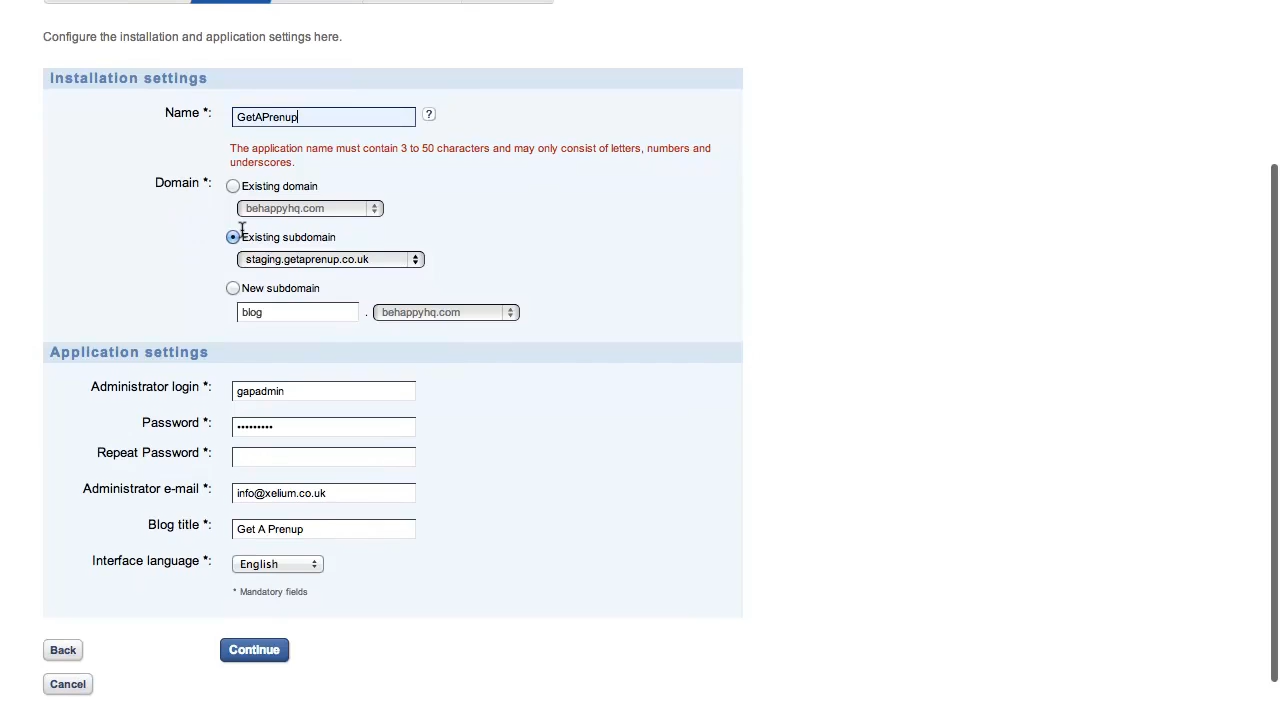 Configure the installation and application settings here.
Installation settings
Name *: GetAPrenup ?
The application name must contain 3 to 50 characters and may only consist of letters, numbers and
underscores.
Domain *: Existing domain
behappyhq.com
Existing subdomain
staging.getaprenup.co.uk
New subdomain
blog . behappyhq.com
Application settings
Administrator login *: gapadmin
Password *: •••••••••
Repeat Password *:
Administrator e-mail *: info@xelium.co.uk
Blog title *: Get A Prenup
Interface language *: English
* Mandatory fields
Back Continue
Cancel